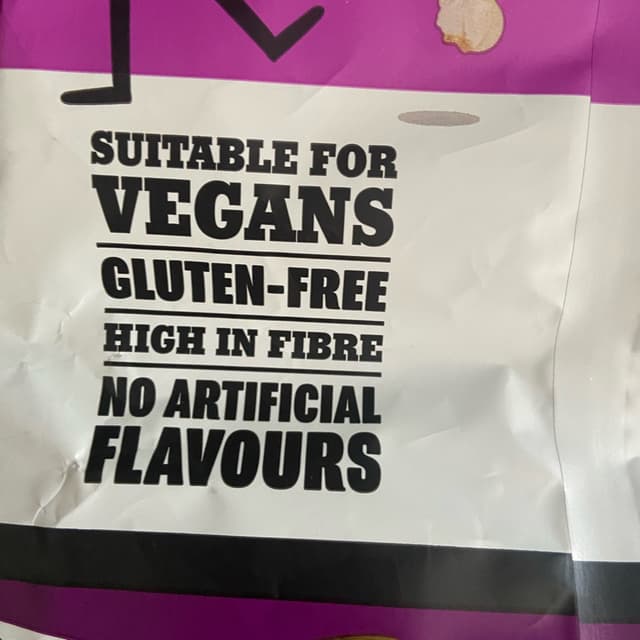 SUITABLE FOR
VEGANS
GLUTEN-FREE
HIGH IN FIBRE
NO ARTIFICIAL
FLAVOURS